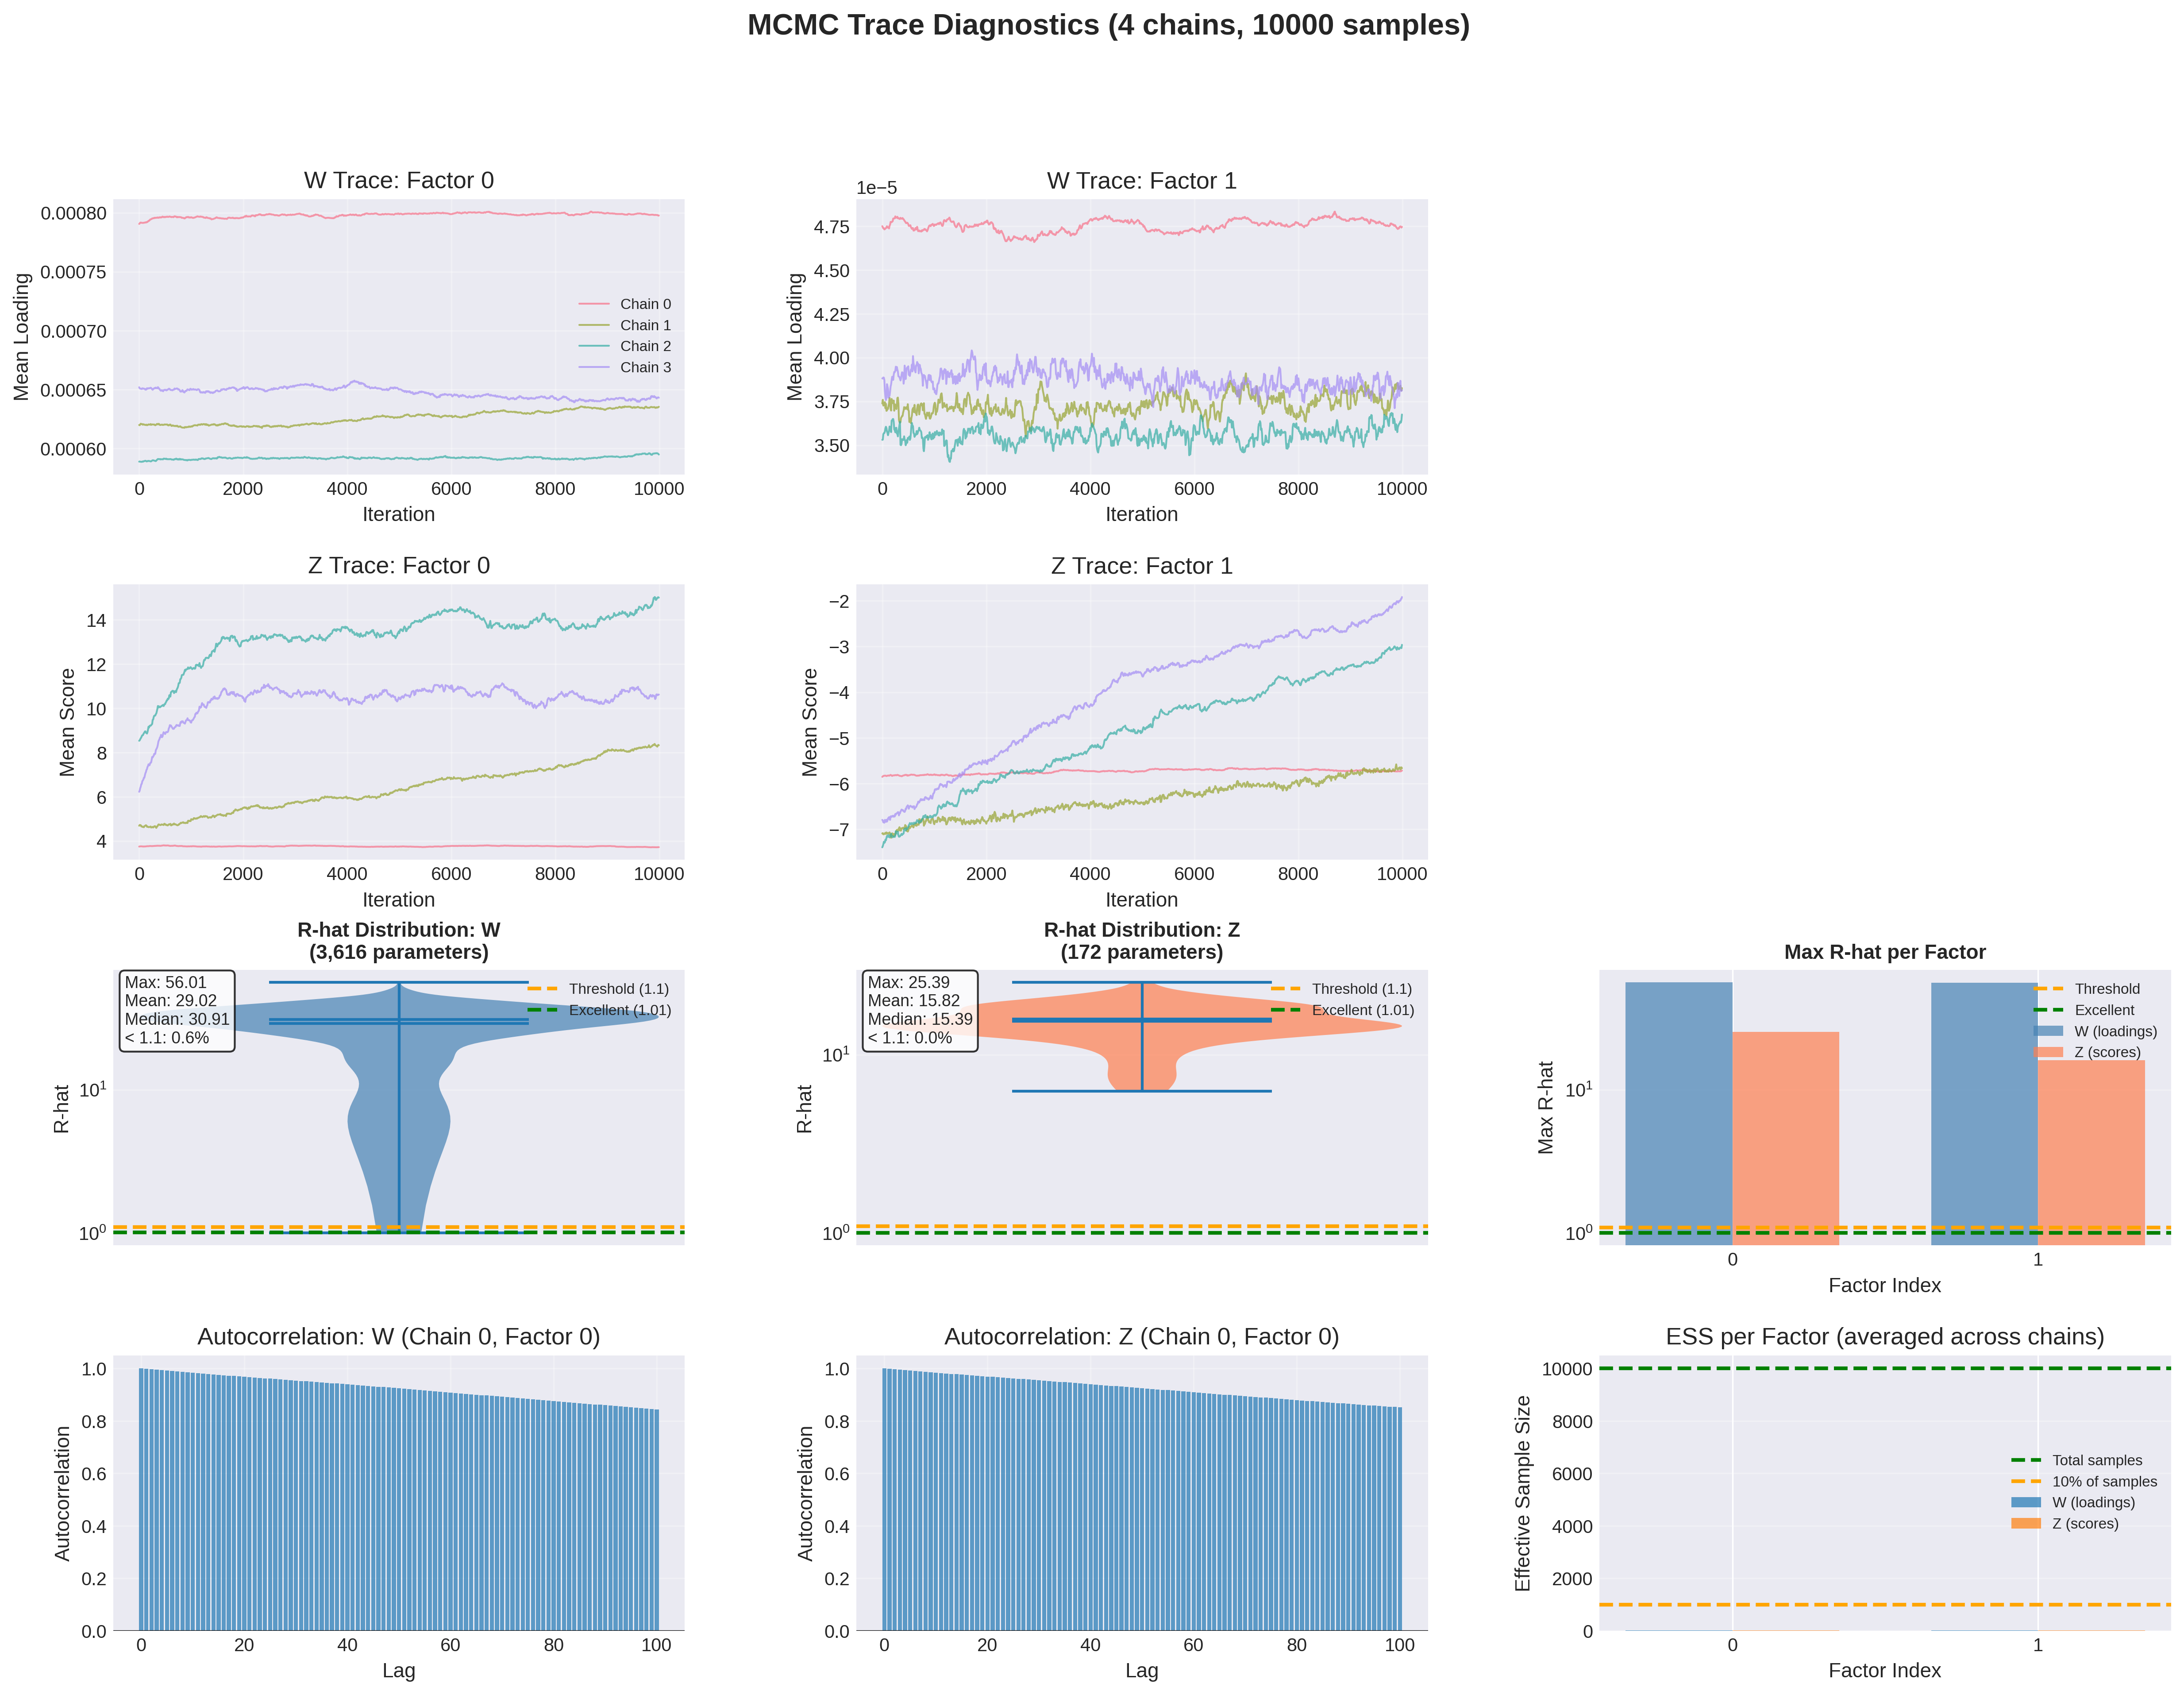 MCMC Trace Diagnostics (4 chains, 10000 samples)
W Trace: Factor 0
Mean Loading
0.00080
0.00075
0.00070
0.00065
0.00060
Chain 0
Chain 1
Chain 2
Chain 3
0 2000 4000 6000 8000 10000
Iteration
W Trace: Factor 1
1e−5
Mean Loading
4.75
4.50
4.25
4.00
3.75
3.50
0 2000 4000 6000 8000 10000
Iteration
Z Trace: Factor 0
Mean Score
14
12
10
8
6
4
0 2000 4000 6000 8000 10000
Iteration
Z Trace: Factor 1
Mean Score
−2
−3
−4
−5
−6
−7
0 2000 4000 6000 8000 10000
Iteration
R-hat Distribution: W
(3,616 parameters)
Max: 56.01
Mean: 29.02
Median: 30.91
< 1.1: 0.6%
Threshold (1.1)
Excellent (1.01)
R-hat
10¹
10⁰
R-hat Distribution: Z
(172 parameters)
Max: 25.39
Mean: 15.82
Median: 15.39
< 1.1: 0.0%
Threshold (1.1)
Excellent (1.01)
R-hat
10¹
10⁰
Max R-hat per Factor
Threshold
Excellent
W (loadings)
Z (scores)
Max R-hat
10¹
10⁰
0 1
Factor Index
Autocorrelation: W (Chain 0, Factor 0)
Autocorrelation
1.0
0.8
0.6
0.4
0.2
0.0
0 20 40 60 80 100
Lag
Autocorrelation: Z (Chain 0, Factor 0)
Autocorrelation
1.0
0.8
0.6
0.4
0.2
0.0
0 20 40 60 80 100
Lag
ESS per Factor (averaged across chains)
Effective Sample Size
10000
8000
6000
4000
2000
0
Total samples
10% of samples
W (loadings)
Z (scores)
0 1
Factor Index